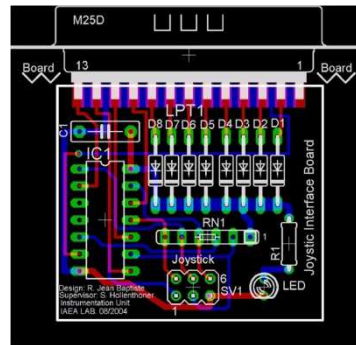 M25D
Board 13 1 Board
LPT1
D8 D7 D6 D5 D4 D3 D2 D1
C1
IC1
RN1
1
Joystick
6
SV1
1
R1
LED
Joystic Interface Board
Design: R. Jean Baptiste
Supervisor: S. Hollenthoner
Instrumentation Unit
IAEA LAB. 08/2004